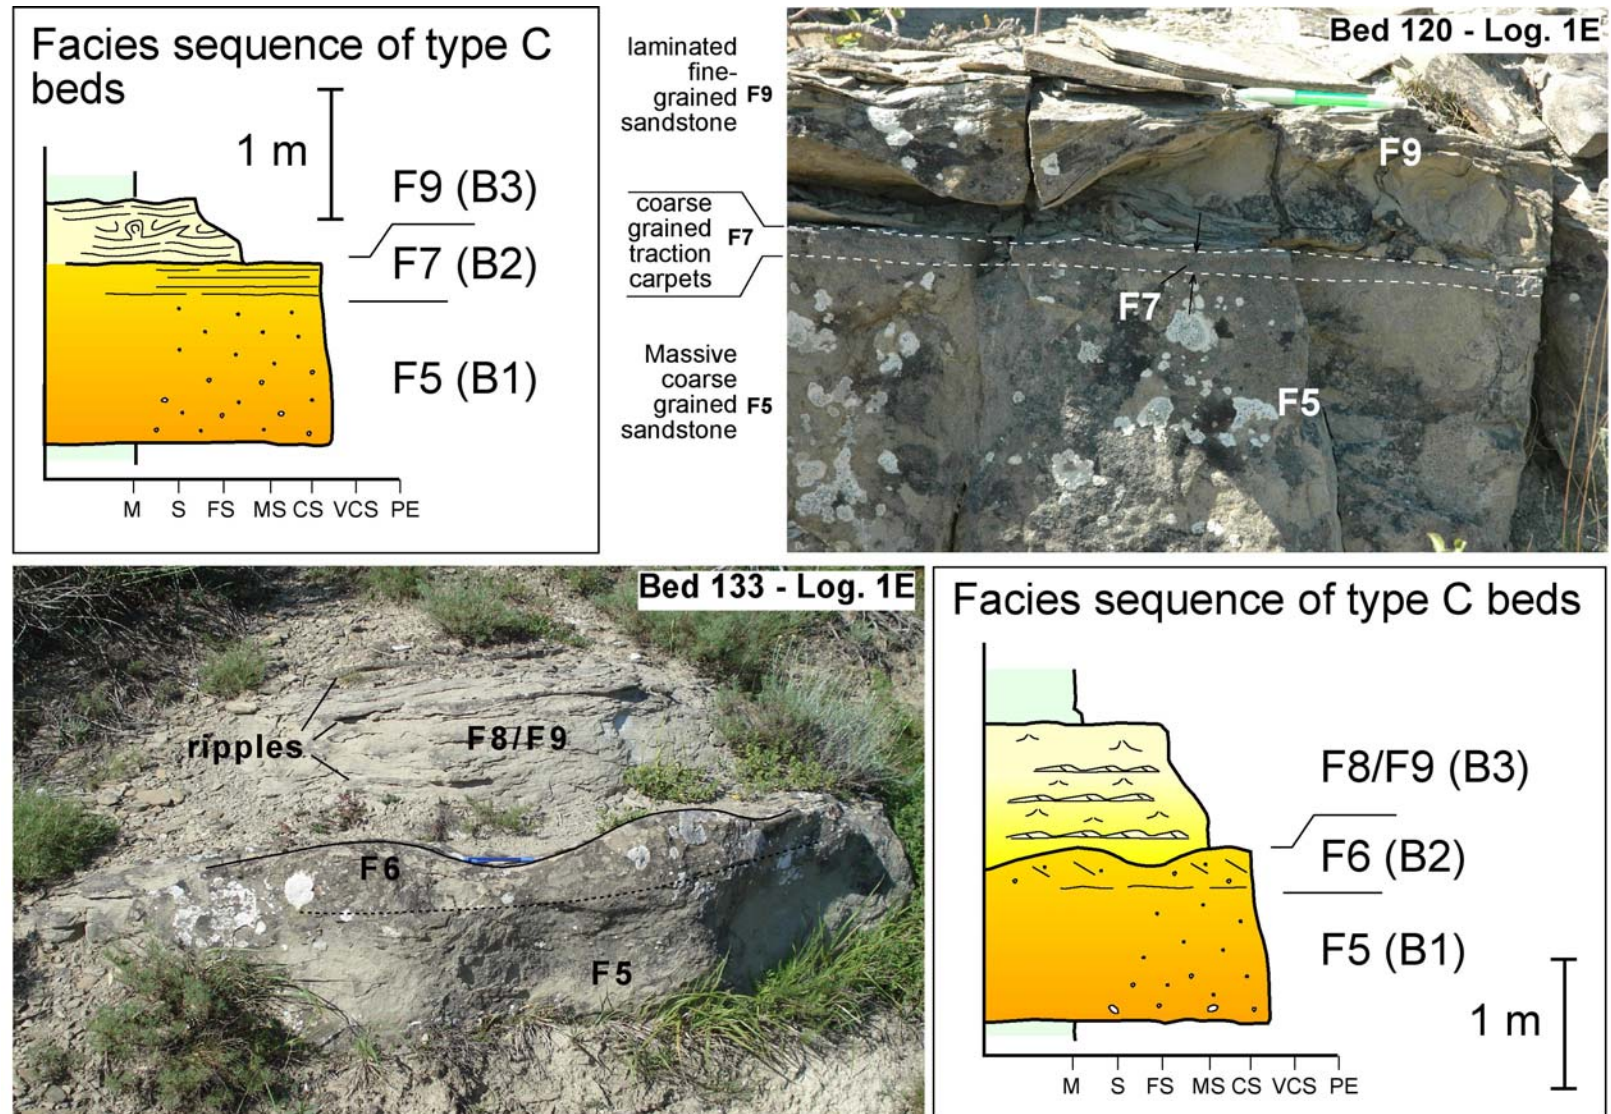 Facies sequence of type C
beds
1 m
F9 (B3)
F7 (B2)
F5 (B1)
M S FS MS CS VCS PE
laminated
fine-
grained F9
sandstone
coarse
grained F7
traction
carpets
Massive
coarse
grained F5
sandstone
Bed 120 - Log. 1E
F9
F7
F5
Bed 133 - Log. 1E
ripples
F8/F9
F6
F5
Facies sequence of type C beds
F8/F9 (B3)
F6 (B2)
F5 (B1)
1 m
M S FS MS CS VCS PE